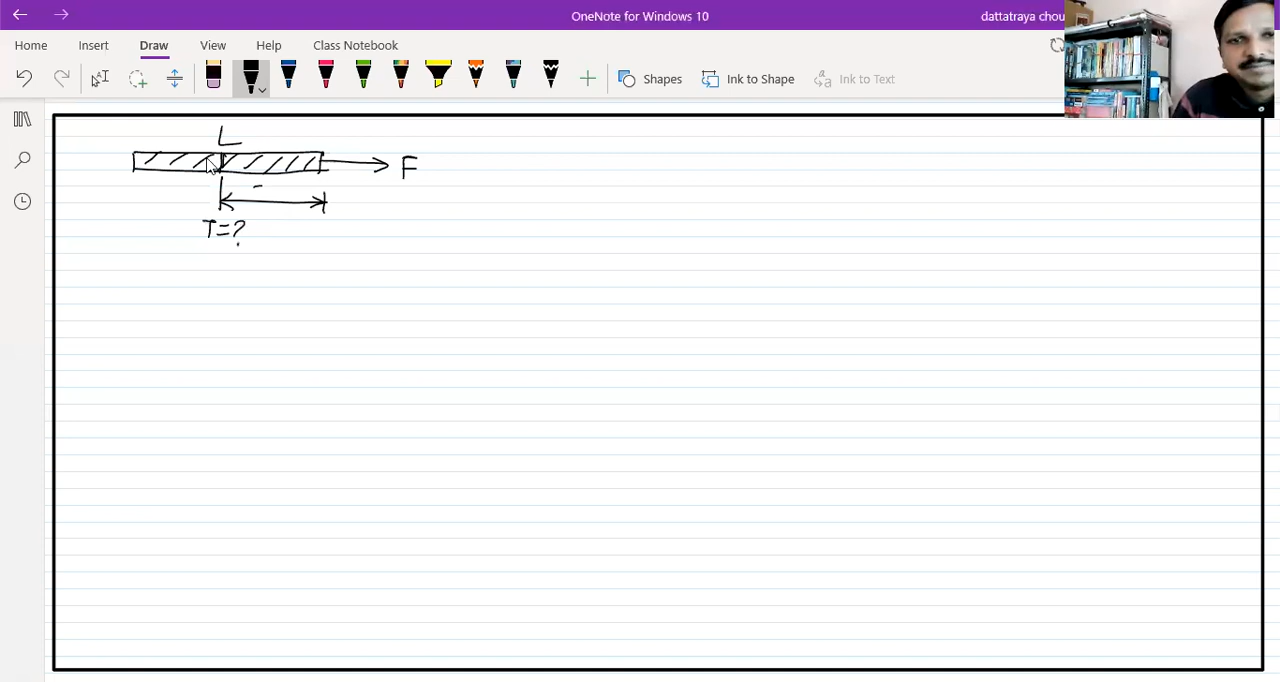 OneNote for Windows 10
dattatraya chou
Home Insert Draw View Help Class Notebook
Shapes Ink to Shape Ink to Text
L
F
T=?